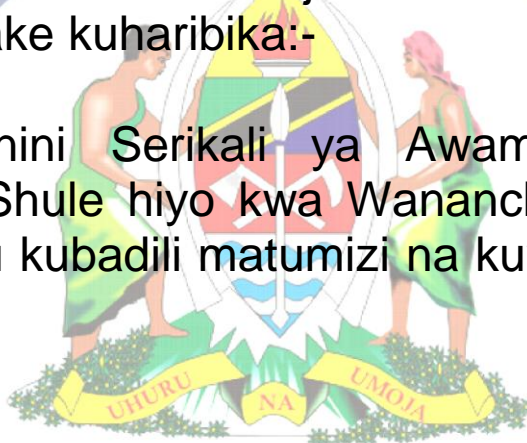 ake kuharibika:-
hini Serikali ya Awam
Shule hiyo kwa Wananch
u kubadili matumizi na ku
UHURU NA UMOJA